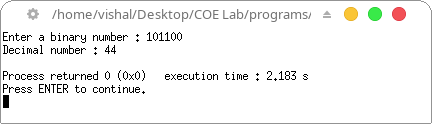 /home/vishal/Desktop/COE Lab/programs/
Enter a binary number : 101100
Decimal number : 44
Process returned 0 (0x0)   execution time : 2.183 s
Press ENTER to continue.